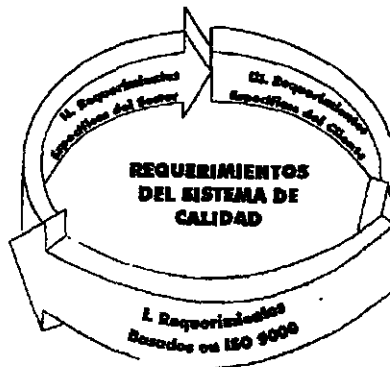 II. Requerimientos
Específicos del Sector
III. Requerimientos
Específicos del Cliente
REQUERIMIENTOS
DEL SISTEMA DE
CALIDAD
I. Requerimientos
Basados en ISO 9000